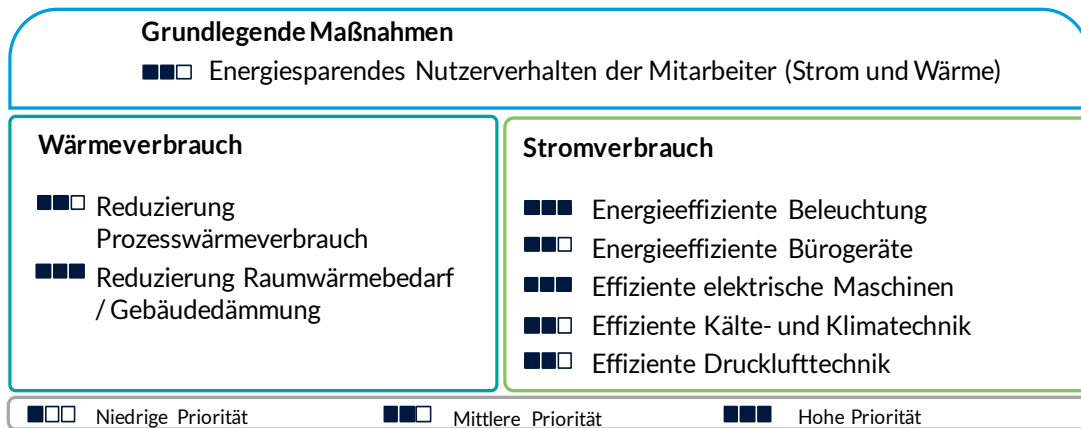 Grundlegende Maßnahmen
Energiesparendes Nutzerverhalten der Mitarbeiter (Strom und Wärme)
Wärmeverbrauch
Reduzierung
Prozesswärmeverbrauch
Reduzierung Raumwärmebedarf
/ Gebäudedämmung
Stromverbrauch
Energieeffiziente Beleuchtung
Energieeffiziente Bürogeräte
Effiziente elektrische Maschinen
Effiziente Kälte- und Klimatechnik
Effiziente Drucklufttechnik
Niedrige Priorität
Mittlere Priorität
Hohe Priorität